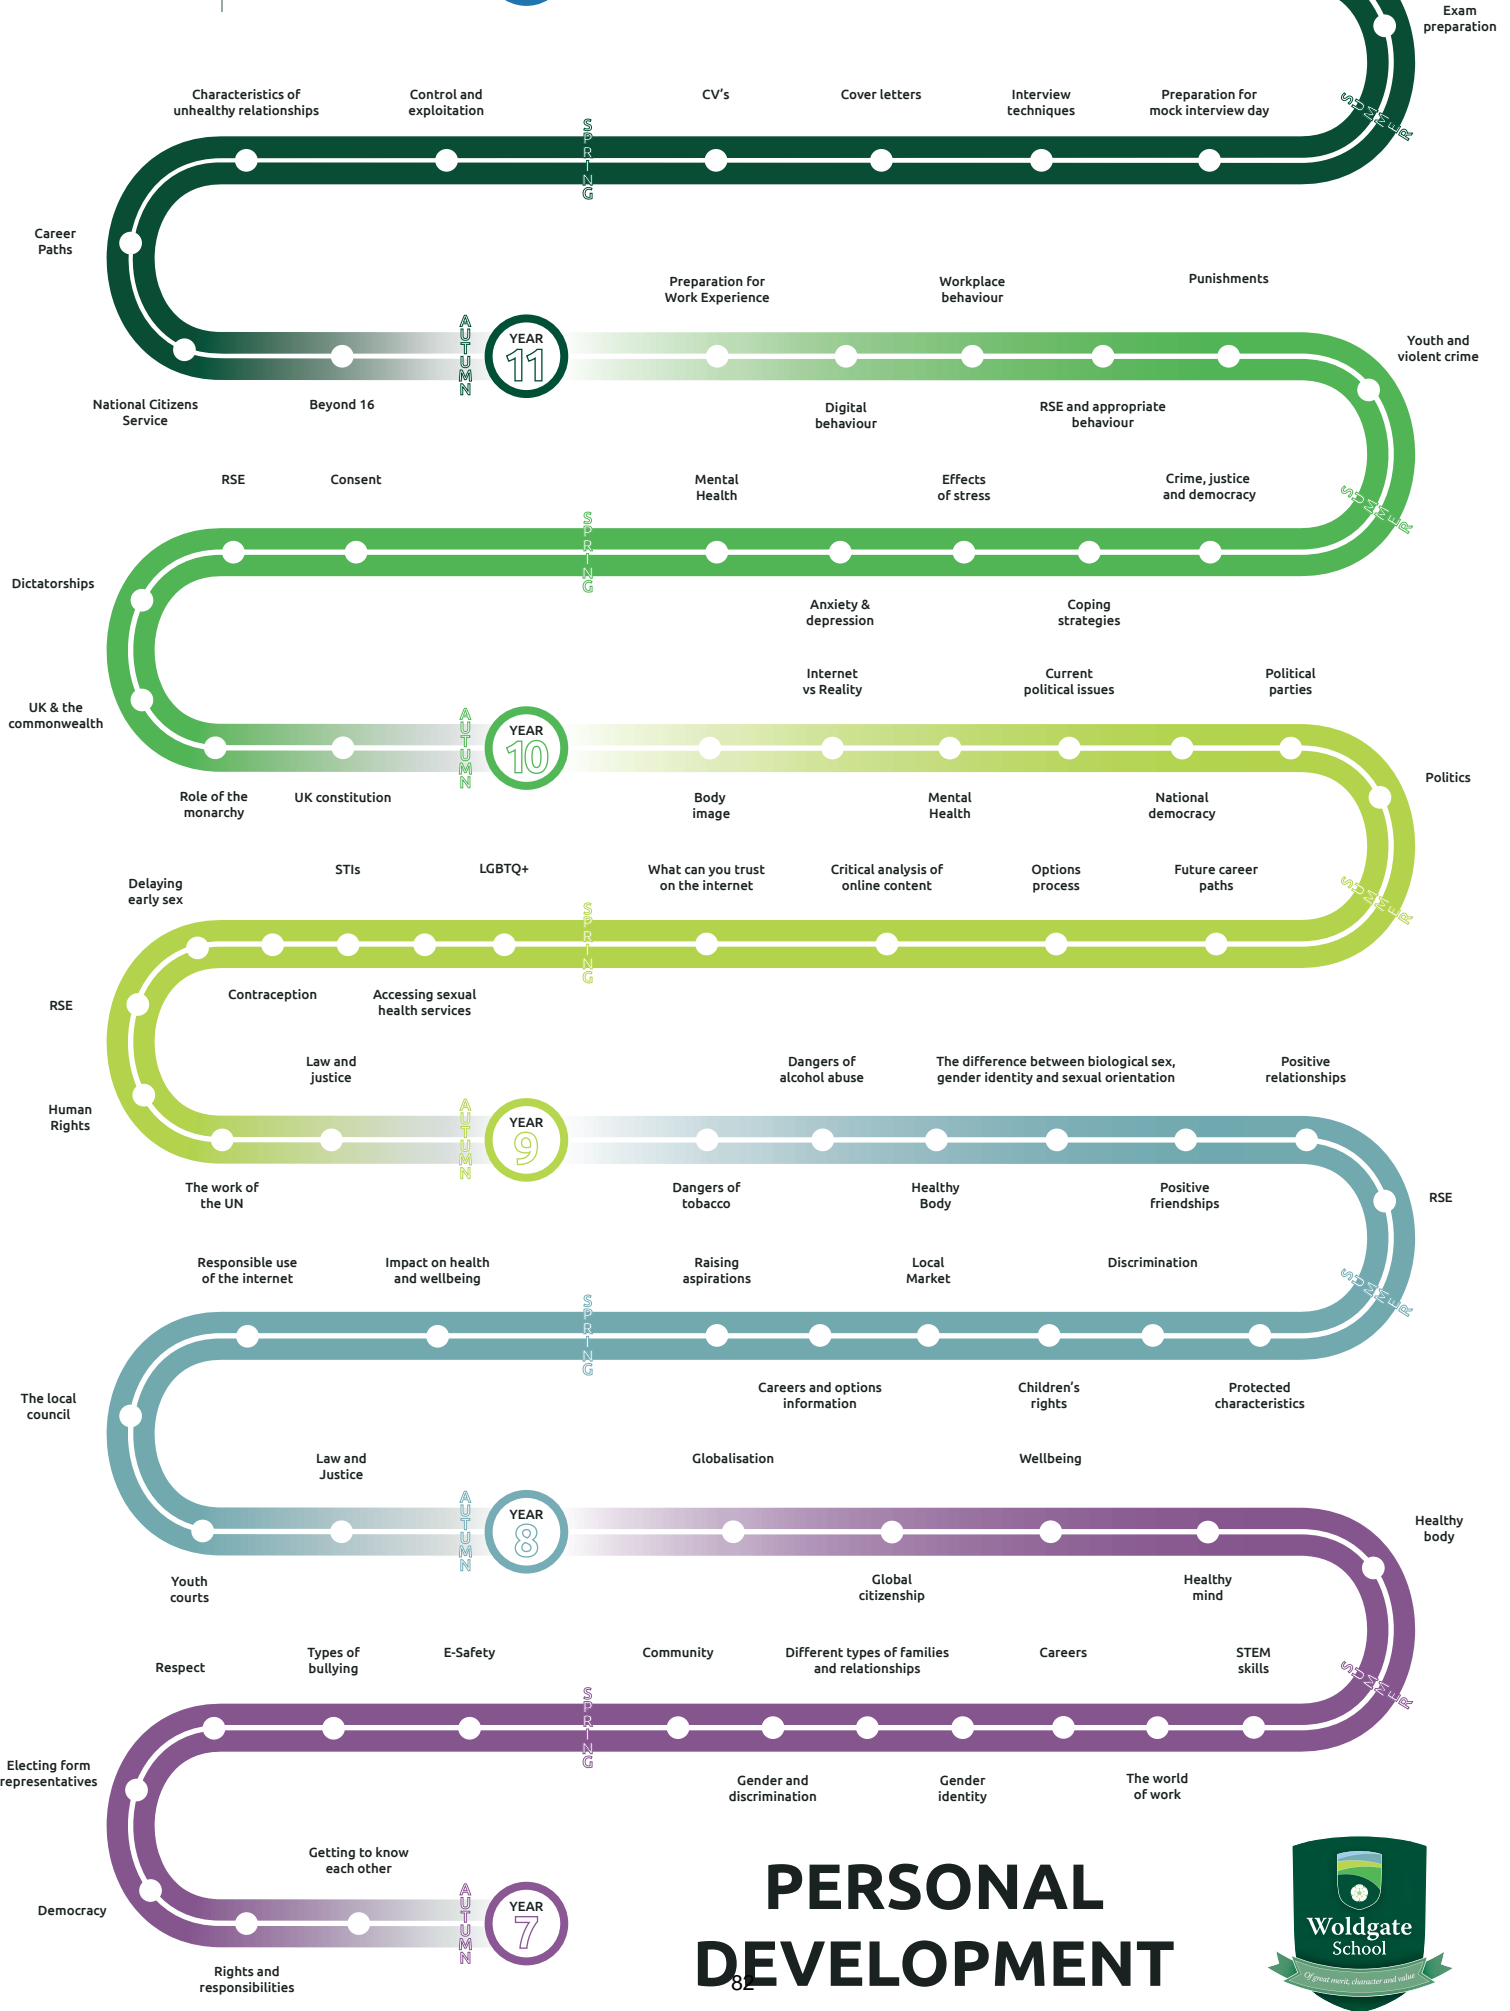 Exam
preparation
Characteristics of
unhealthy relationships
Control and
exploitation
CV's
Cover letters
Interview
techniques
Preparation for
mock interview day
SUMMER
SPRING
Career
Paths
Preparation for
Work Experience
Workplace
behaviour
Punishments
AUTUMN
YEAR
11
Youth and
violent crime
National Citizens
Service
Beyond 16
Digital
behaviour
RSE and appropriate
behaviour
RSE
Consent
Mental
Health
Effects
of stress
Crime, justice
and democracy
SUMMER
SPRING
Dictatorships
Anxiety &
depression
Coping
strategies
UK & the
commonwealth
Internet
vs Reality
Current
political issues
Political
parties
AUTUMN
YEAR
10
Politics
Role of the
monarchy
UK constitution
Body
image
Mental
Health
National
democracy
Delaying
early sex
STIs
LGBTQ+
What can you trust
on the internet
Critical analysis of
online content
Options
process
Future career
paths
SUMMER
SPRING
RSE
Contraception
Accessing sexual
health services
Human
Rights
Law and
justice
Dangers of
alcohol abuse
The difference between biological sex,
gender identity and sexual orientation
Positive
relationships
AUTUMN
YEAR
9
The work of
the UN
Dangers of
tobacco
Healthy
Body
Positive
friendships
RSE
Responsible use
of the internet
Impact on health
and wellbeing
Raising
aspirations
Local
Market
Discrimination
SUMMER
SPRING
The local
council
Careers and options
information
Children's
rights
Protected
characteristics
Law and
Justice
Globalisation
Wellbeing
AUTUMN
YEAR
8
Healthy
body
Youth
courts
Global
citizenship
Healthy
mind
Respect
Types of
bullying
E-Safety
Community
Different types of families
and relationships
Careers
STEM
skills
SUMMER
SPRING
Electing form
representatives
Gender and
discrimination
Gender
identity
The world
of work
Democracy
Getting to know
each other
AUTUMN
YEAR
7
Rights and
responsibilities
PERSONAL
DEVELOPMENT
82
Woldgate
School
Of great merit, character and value